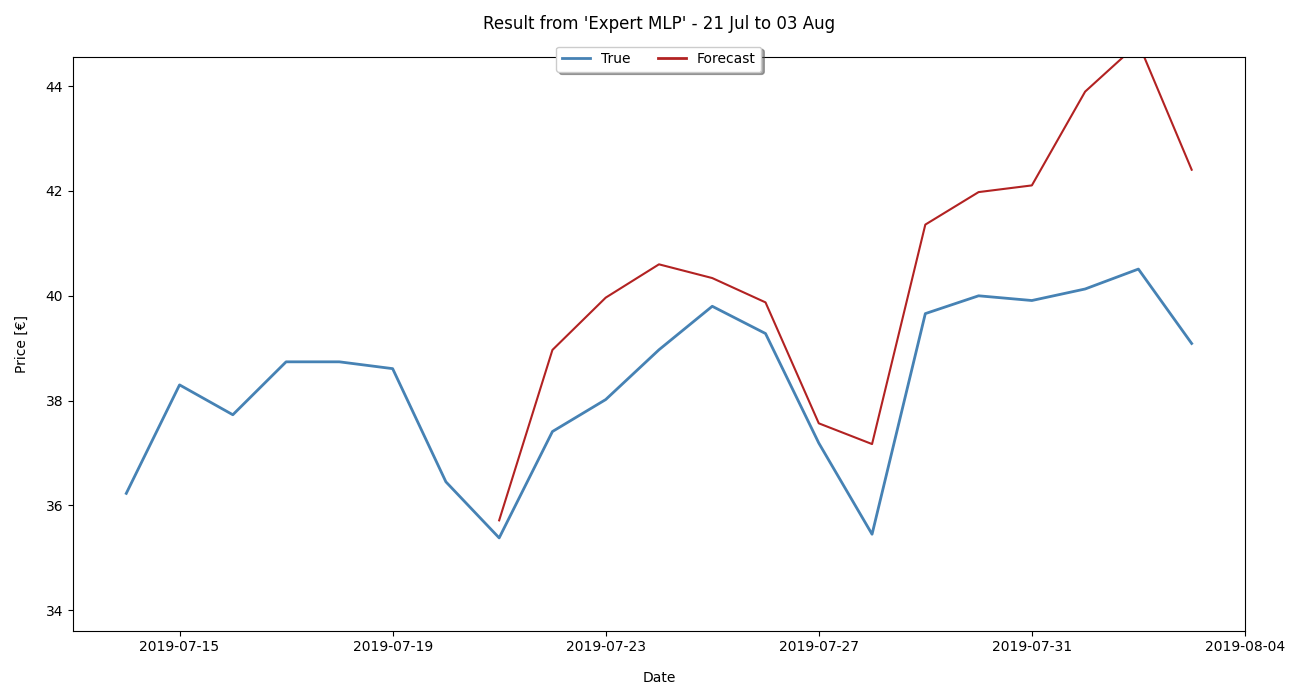 Result from 'Expert MLP' - 21 Jul to 03 Aug
True Forecast
44
42
40
38
36
34
Price [€]
2019-07-15 2019-07-19 2019-07-23 2019-07-27 2019-07-31 2019-08-04
Date